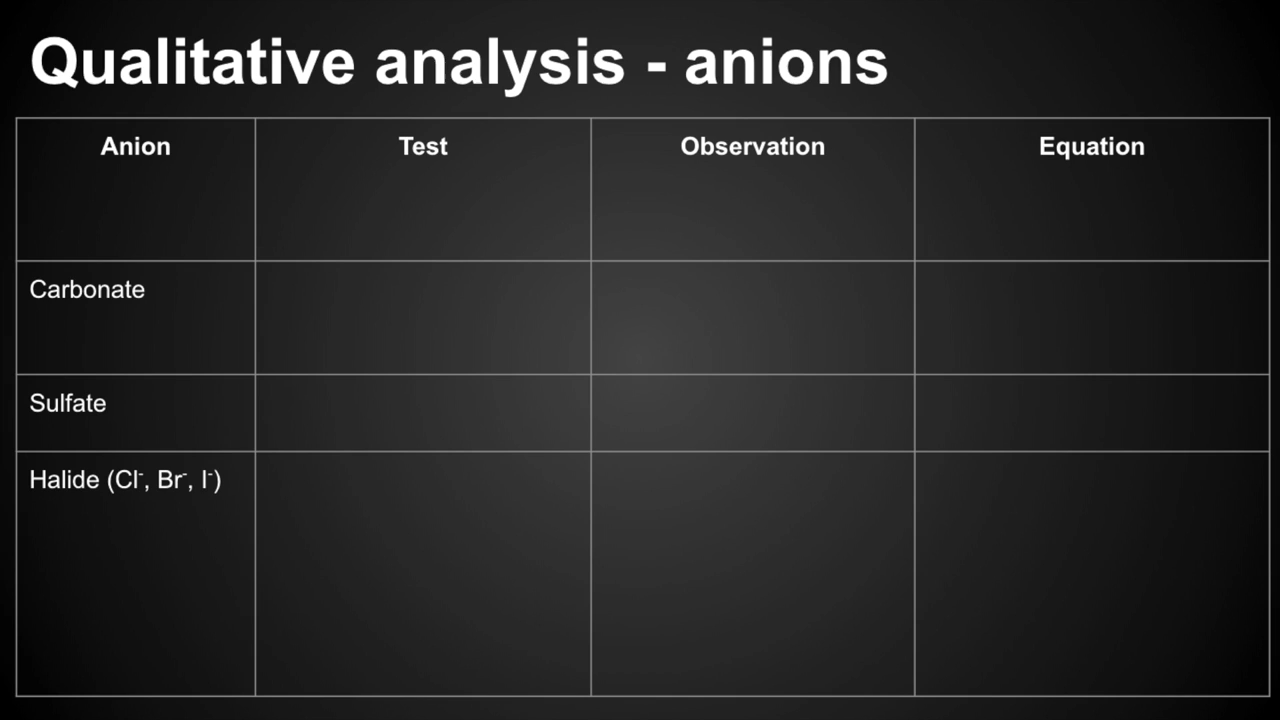 Qualitative analysis - anions
Anion Test Observation Equation
Carbonate
Sulfate
Halide (Cl⁻, Br⁻, I⁻)